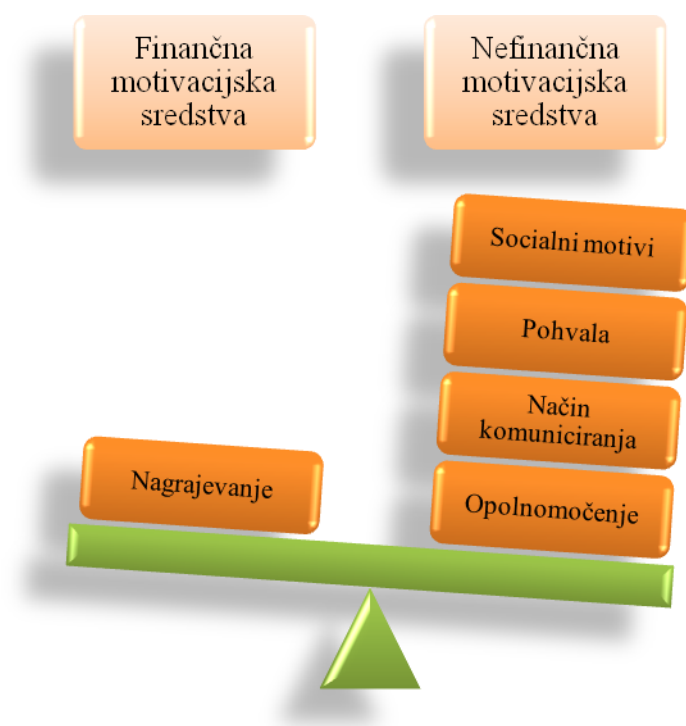 Finančna
motivacijska
sredstva
Nefinančna
motivacijska
sredstva
Socialni motivi
Pohvala
Način
komuniciranja
Nagrajevanje
Opolnomočenje